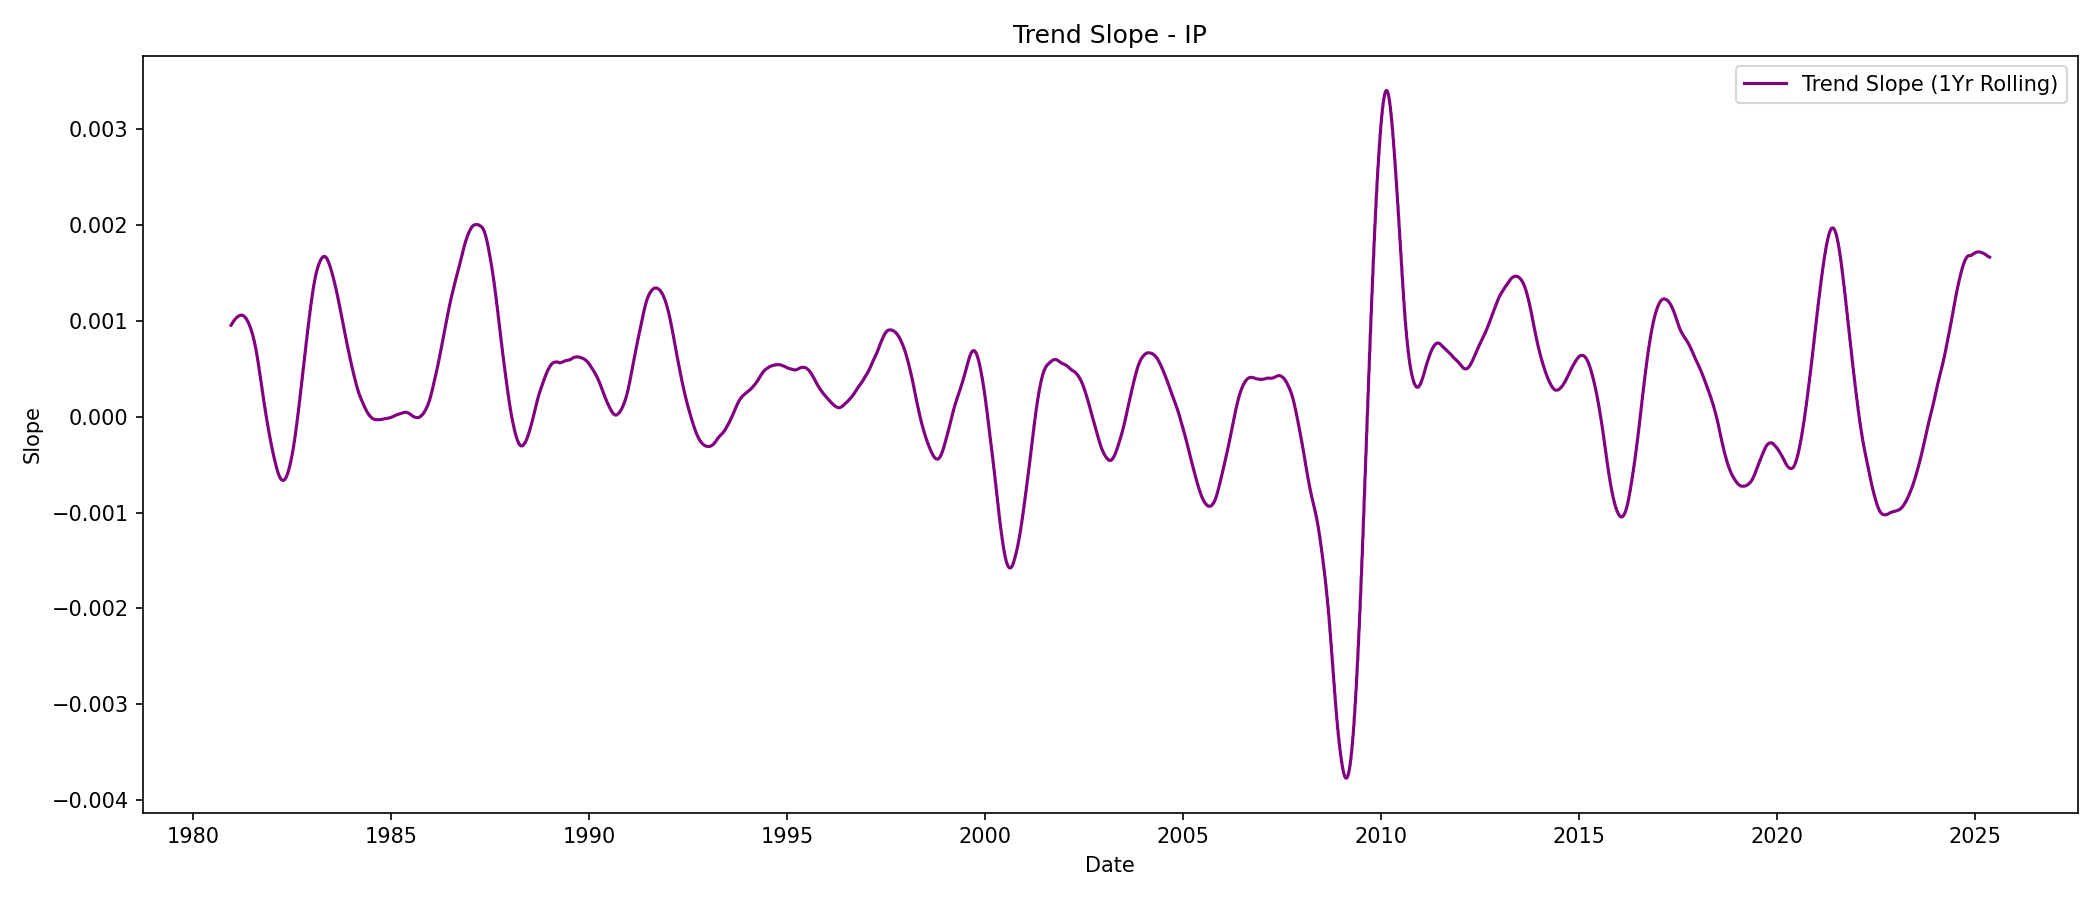 Trend Slope - IP
Trend Slope (1Yr Rolling)
Slope
0.003
0.002
0.001
0.000
−0.001
−0.002
−0.003
−0.004
1980 1985 1990 1995 2000 2005 2010 2015 2020 2025
Date